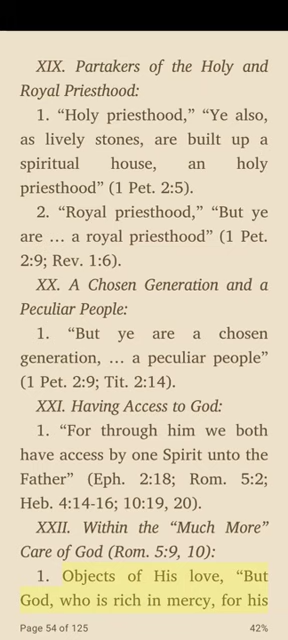 XIX. Partakers of the Holy and
Royal Priesthood:
1. “Holy priesthood,” “Ye also,
as lively stones, are built up a
spiritual house, an holy
priesthood” (1 Pet. 2:5).
2. “Royal priesthood,” “But ye
are … a royal priesthood” (1 Pet.
2:9; Rev. 1:6).
XX. A Chosen Generation and a
Peculiar People:
1. “But ye are a chosen
generation, … a peculiar people”
(1 Pet. 2:9; Tit. 2:14).
XXI. Having Access to God:
1. “For through him we both
have access by one Spirit unto the
Father” (Eph. 2:18; Rom. 5:2;
Heb. 4:14-16; 10:19, 20).
XXII. Within the “Much More”
Care of God (Rom. 5:9, 10):
1. Objects of His love, “But
God, who is rich in mercy, for his
Page 54 of 125 42%